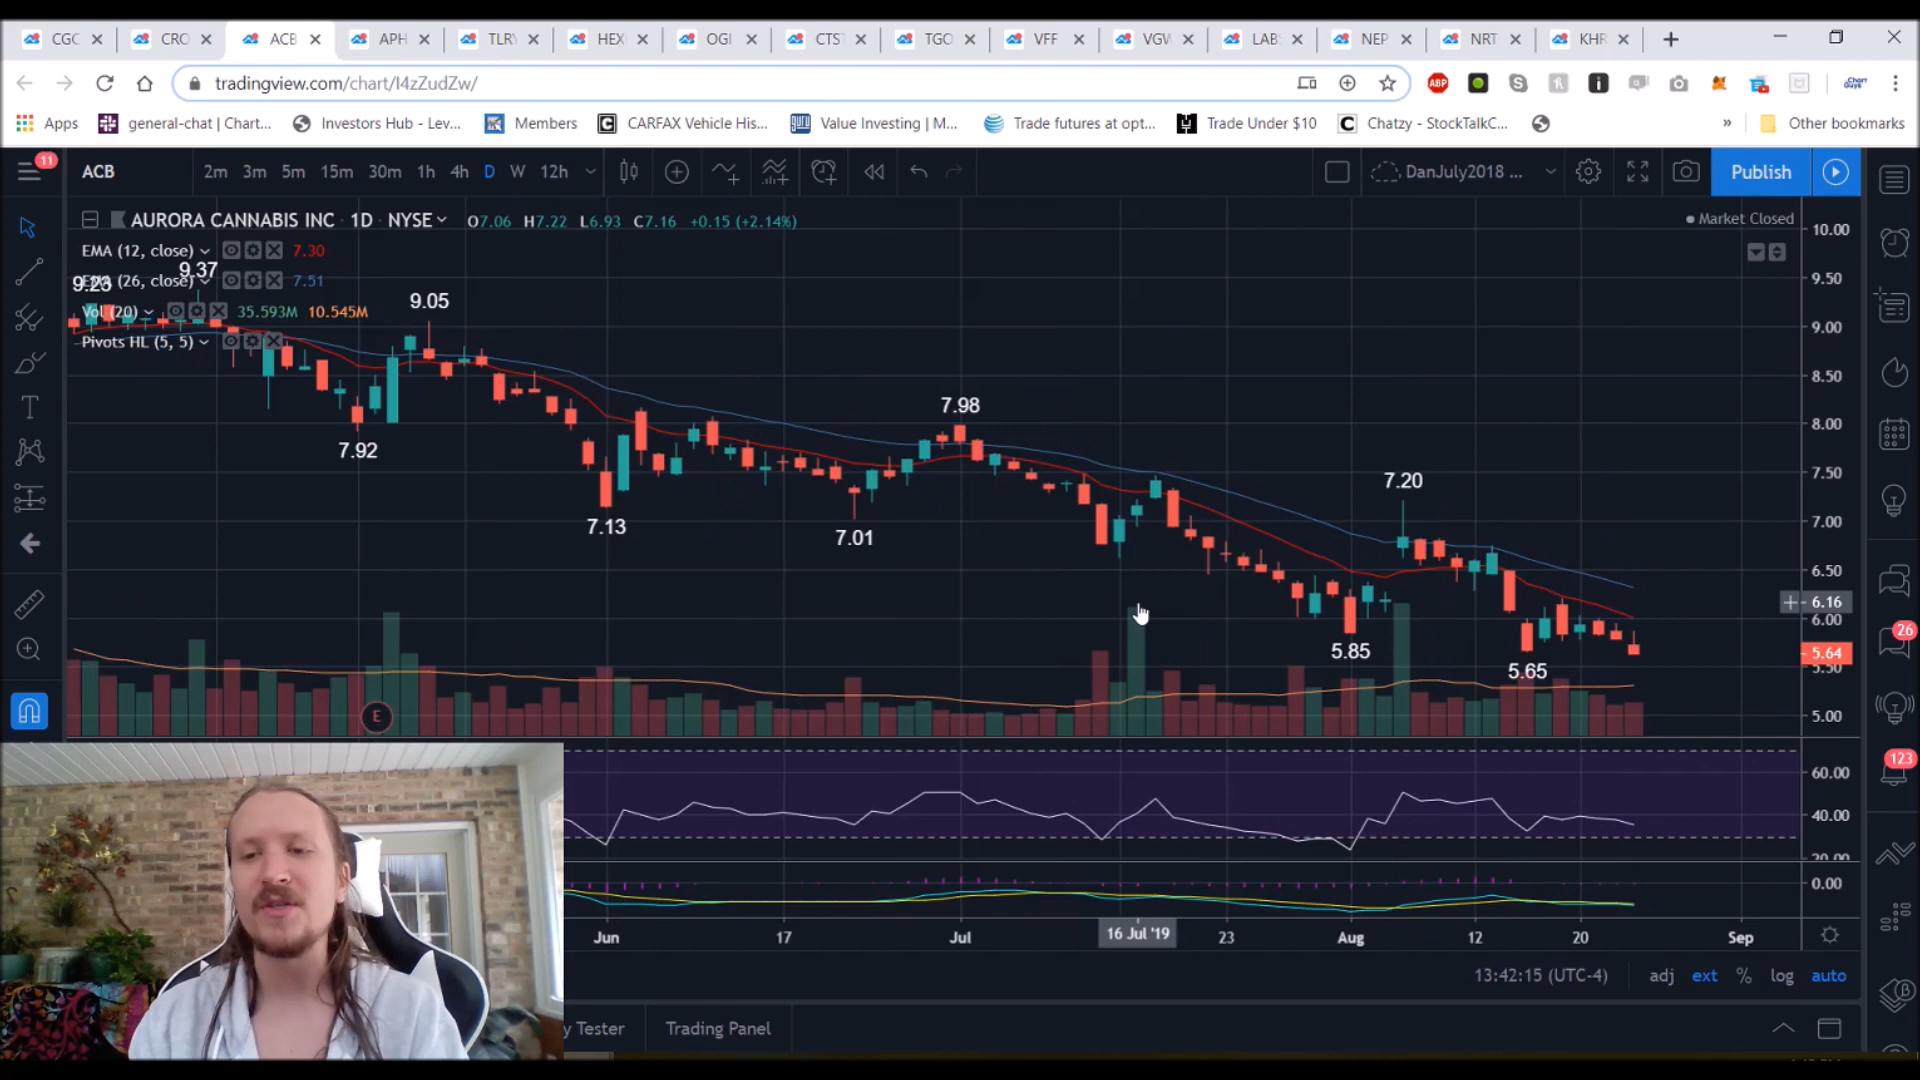 CGC
CRO
ACB
APH
TLRY
HEX
OGI
CTS
TGO
VFF
VGW
LAB
NEP
NRT
KHR
tradingview.com/chart/I4zZudZw/
ABP
Apps
general-chat | Chart...
Investors Hub - Lev...
Members
CARFAX Vehicle His...
Value Investing | M...
Trade futures at opt...
Trade Under $10
Chatzy - StockTalkC...
»
Other bookmarks
11
ACB
2m 3m 5m 15m 30m 1h 4h D W 12h
DanJuly2018 ...
Publish
AURORA CANNABIS INC · 1D · NYSE
O7.06 H7.22 L6.93 C7.16 +0.15 (+2.14%)
Market Closed
EMA (12, close) 7.30
EMA (26, close) 7.51
Vol (20) 35.593M 10.545M
Pivots HL (5, 5)
9.23
9.37
9.05
7.92
7.13
7.01
7.98
7.20
5.85
5.65
E
10.00
9.50
9.00
8.50
8.00
7.50
7.00
6.50
6.16
6.00
5.64
5.50
5.00
60.00
40.00
20.00
0.00
26
123
Jun 17 Jul 16 Jul '19 23 Aug 12 20 Sep
13:42:15 (UTC-4) adj ext % log auto
y Tester
Trading Panel